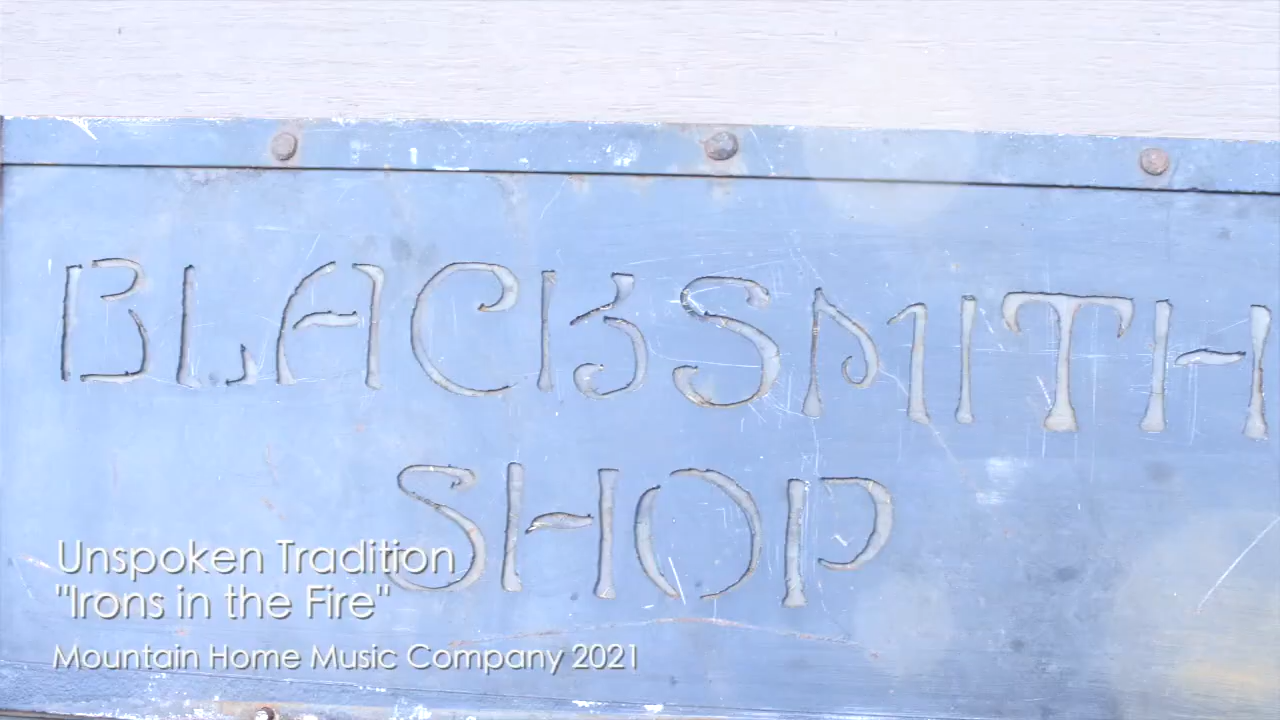 BLACKSMITH
SHOP
Unspoken Tradition
"Irons in the Fire"
Mountain Home Music Company 2021